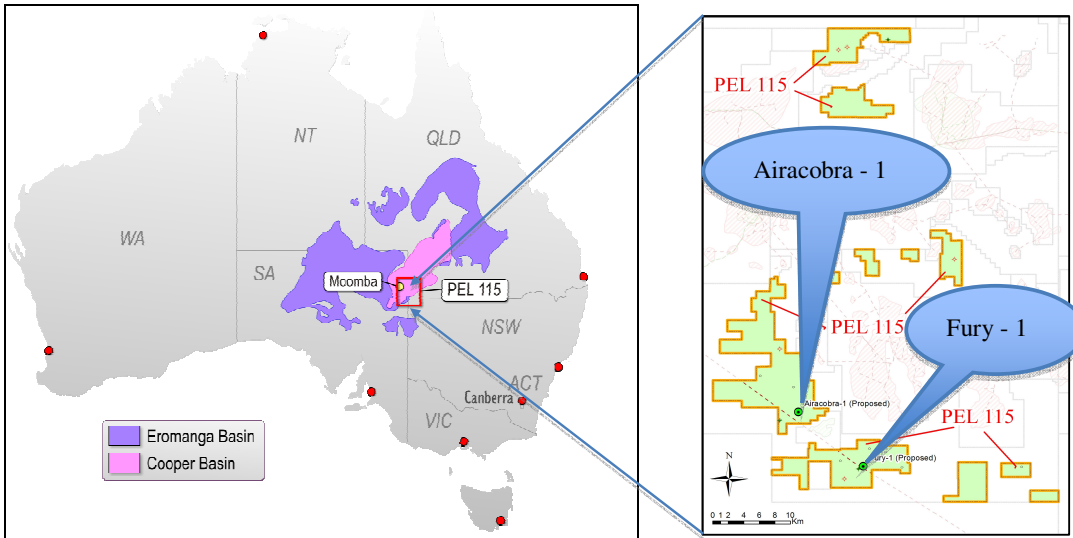 NT
QLD
WA
SA
Moomba
PEL 115
NSW
ACT
Canberra
VIC
Eromanga Basin
Cooper Basin
PEL 115
Airacobra - 1
PEL 115
Fury - 1
Airacobra-1 (Proposed)
PEL 115
ury-1 (Proposed)
N
0 1 2 4 6 8 10
Km